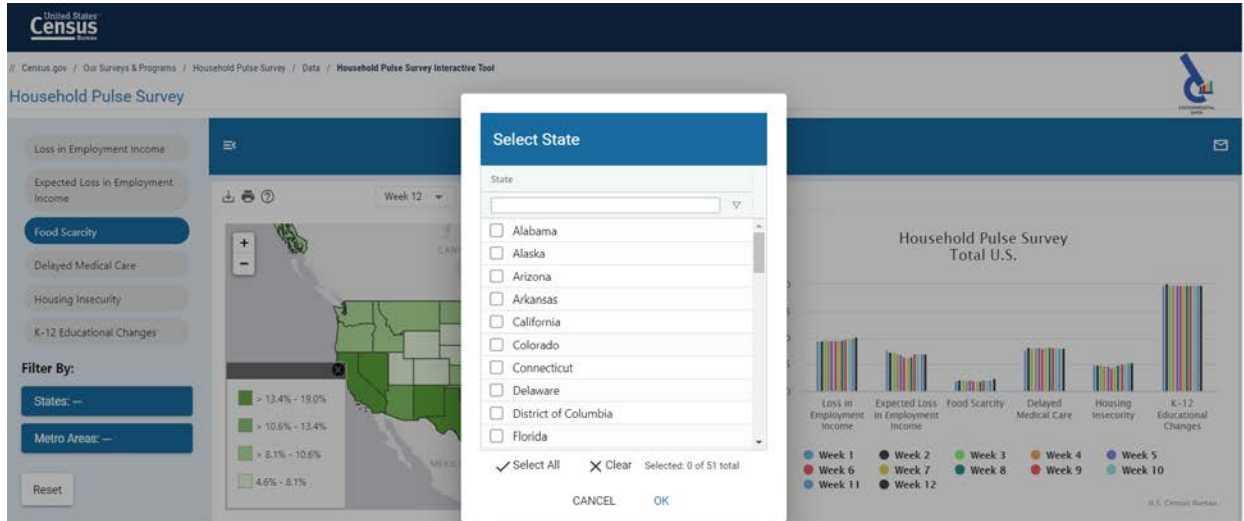 United States
Census
Bureau
// Census.gov / Our Surveys & Programs / Household Pulse Survey / Data / Household Pulse Survey Interactive Tool
Household Pulse Survey
EXPERIMENTAL
DATA
Loss in Employment Income
Expected Loss in Employment
Income
Food Scarcity
Delayed Medical Care
Housing Insecurity
K-12 Educational Changes
Filter By:
States: —
Metro Areas: —
Reset
Week 12
+
−
> 13.4% - 19.0%
> 10.6% - 13.4%
> 8.1% - 10.6%
4.6% - 8.1%
Select State
State
Alabama
Alaska
Arizona
Arkansas
California
Colorado
Connecticut
Delaware
District of Columbia
Florida
Select All
Clear
Selected: 0 of 51 total
CANCEL
OK
Household Pulse Survey
Total U.S.
Loss in
Employment
Income
Expected Loss
in Employment
Income
Food Scarcity
Delayed
Medical Care
Housing
Insecurity
K-12
Educational
Changes
Week 1
Week 2
Week 3
Week 4
Week 5
Week 6
Week 7
Week 8
Week 9
Week 10
Week 11
Week 12
U.S. Census Bureau